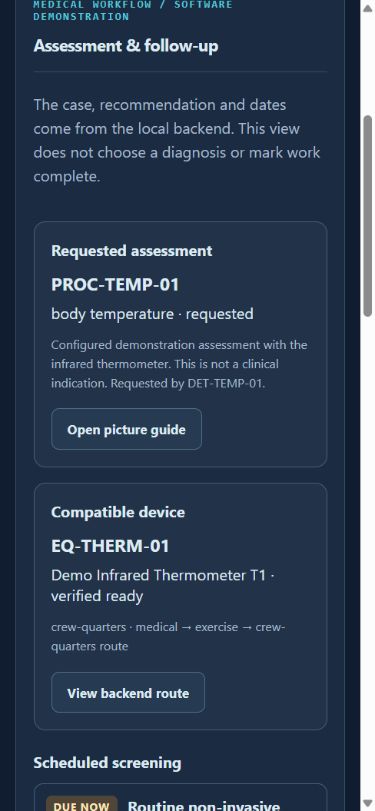 MEDICAL WORKFLOW / SOFTWARE
DEMONSTRATION
Assessment & follow-up
The case, recommendation and dates
come from the local backend. This view
does not choose a diagnosis or mark work
complete.
Requested assessment
PROC-TEMP-01
body temperature · requested
Configured demonstration assessment with the
infrared thermometer. This is not a clinical
indication. Requested by DET-TEMP-01.
Open picture guide
Compatible device
EQ-THERM-01
Demo Infrared Thermometer T1 ·
verified ready
crew-quarters · medical → exercise → crew-
quarters route
View backend route
Scheduled screening
DUE NOW Routine non-invasive